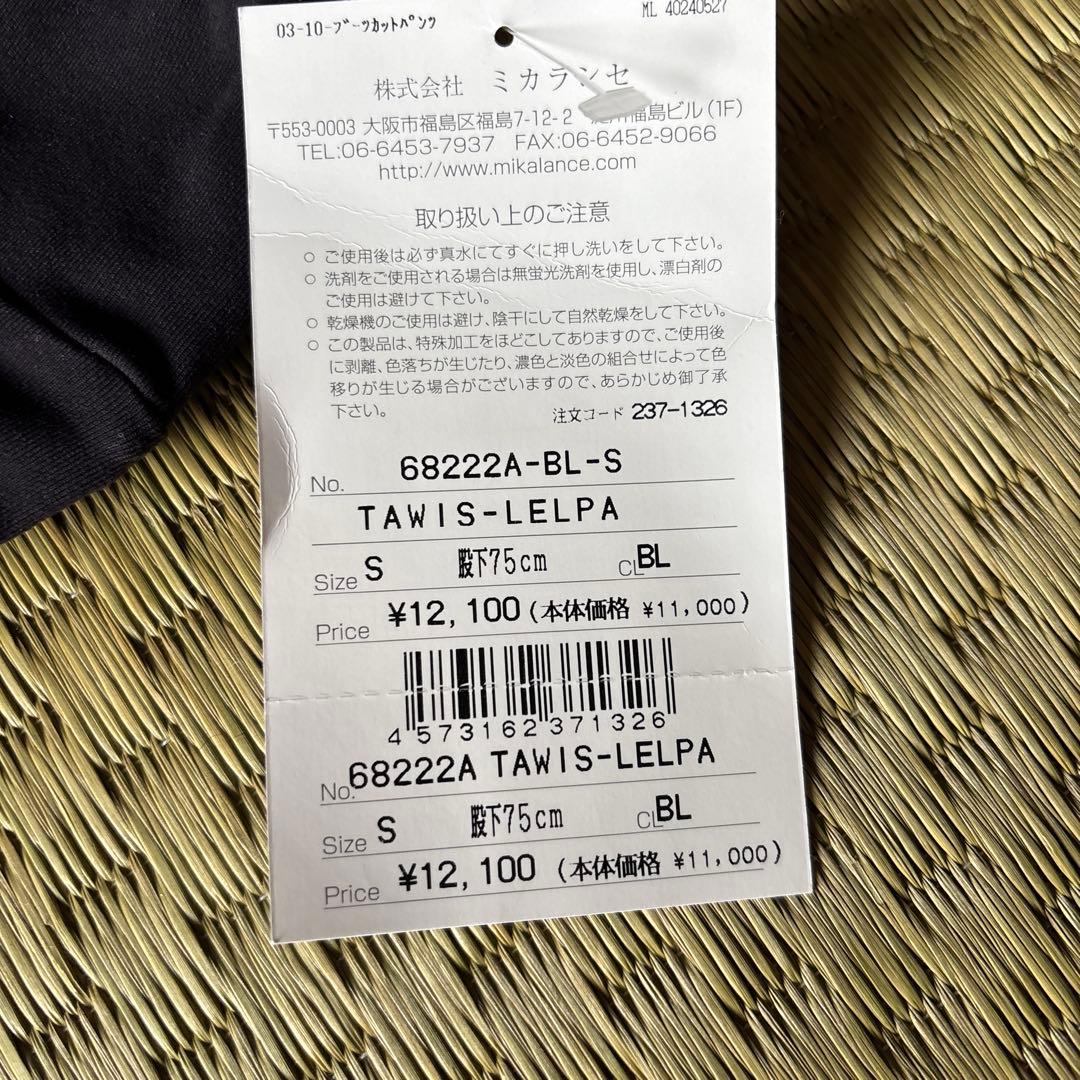 03-10-ブーツカットパンツ
ML 40240527
株式会社 ミカランセ
〒553-0003 大阪市福島区福島7-12-2 福島ビル(1F)
TEL:06-6453-7937 FAX:06-6452-9066
http://www.mikalance.com
取り扱い上のご注意
○ ご使用後は必ず真水にてすぐに押し洗いをして下さい。
○ 洗剤をご使用される場合は無蛍光洗剤を使用し、漂白剤の
ご使用は避けて下さい。
○ 乾燥機のご使用は避け、陰干にして自然乾燥をして下さい。
○ この製品は、特殊加工をほどこしてありますので、ご使用後
に剥離、色落ちが生じたり、濃色と淡色の組合せによって色
移りが生じる場合がございますので、あらかじめ御了承
下さい。
注文コード 237-1326
No. 68222A-BL-S
TAWIS-LELPA
Size S 股下75cm CL BL
Price ¥12,100 (本体価格 ¥11,000)
4 573162 371326
No. 68222A TAWIS-LELPA
Size S 股下75cm CL BL
Price ¥12,100 (本体価格 ¥11,000)